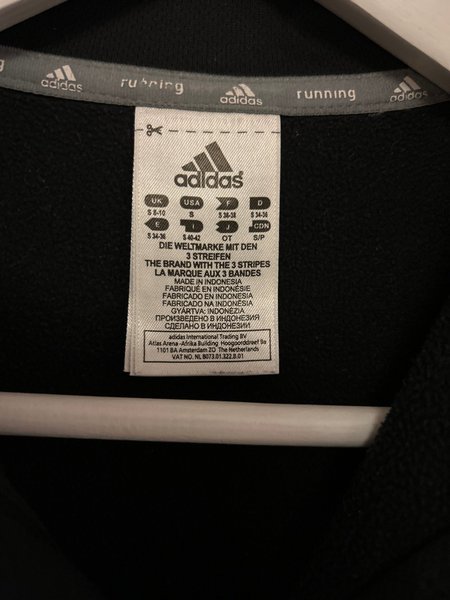 adidas running adidas running adidas
adidas
UK USA F D
S 8-10 S S 36-38 S 34-36
E I J CDN
S 34-36 S 40-42 OT S/P
DIE WELTMARKE MIT DEN
3 STREIFEN
THE BRAND WITH THE 3 STRIPES
LA MARQUE AUX 3 BANDES
MADE IN INDONESIA
FABRIQUÉ EN INDONÉSIE
FABRICADO EN INDONESIA
FABRICADO NA INDONÉSIA
GYÁRTVA: INDONÉZIA
ПРОИЗВЕДЕНО В ИНДОНЕЗИЯ
СДЕЛАНО В ИНДОНЕЗИИ
adidas International Trading BV
Atlas Arena -Afrika Building Hoogoorddreef 9a
1101 BA Amsterdam ZO The Netherlands
VAT NO. NL 8073.01.322.B.01